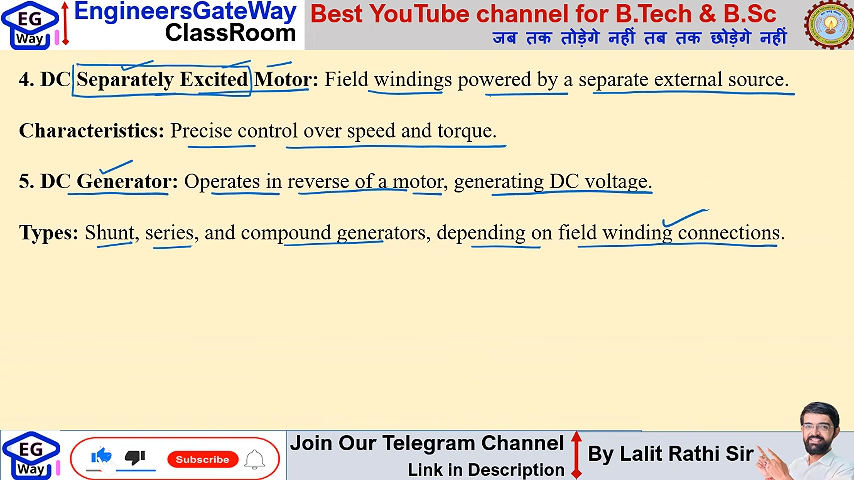 EG
Way
EngineersGateWay
ClassRoom
Best YouTube channel for B.Tech & B.Sc
जब तक तोड़ेगे नहीं तब तक छोड़ेगे नहीं
4. DC Separately Excited Motor: Field windings powered by a separate external source.
Characteristics: Precise control over speed and torque.
5. DC Generator: Operates in reverse of a motor, generating DC voltage.
Types: Shunt, series, and compound generators, depending on field winding connections.
EG
Way
Subscribe
Join Our Telegram Channel
Link in Description
By Lalit Rathi Sir